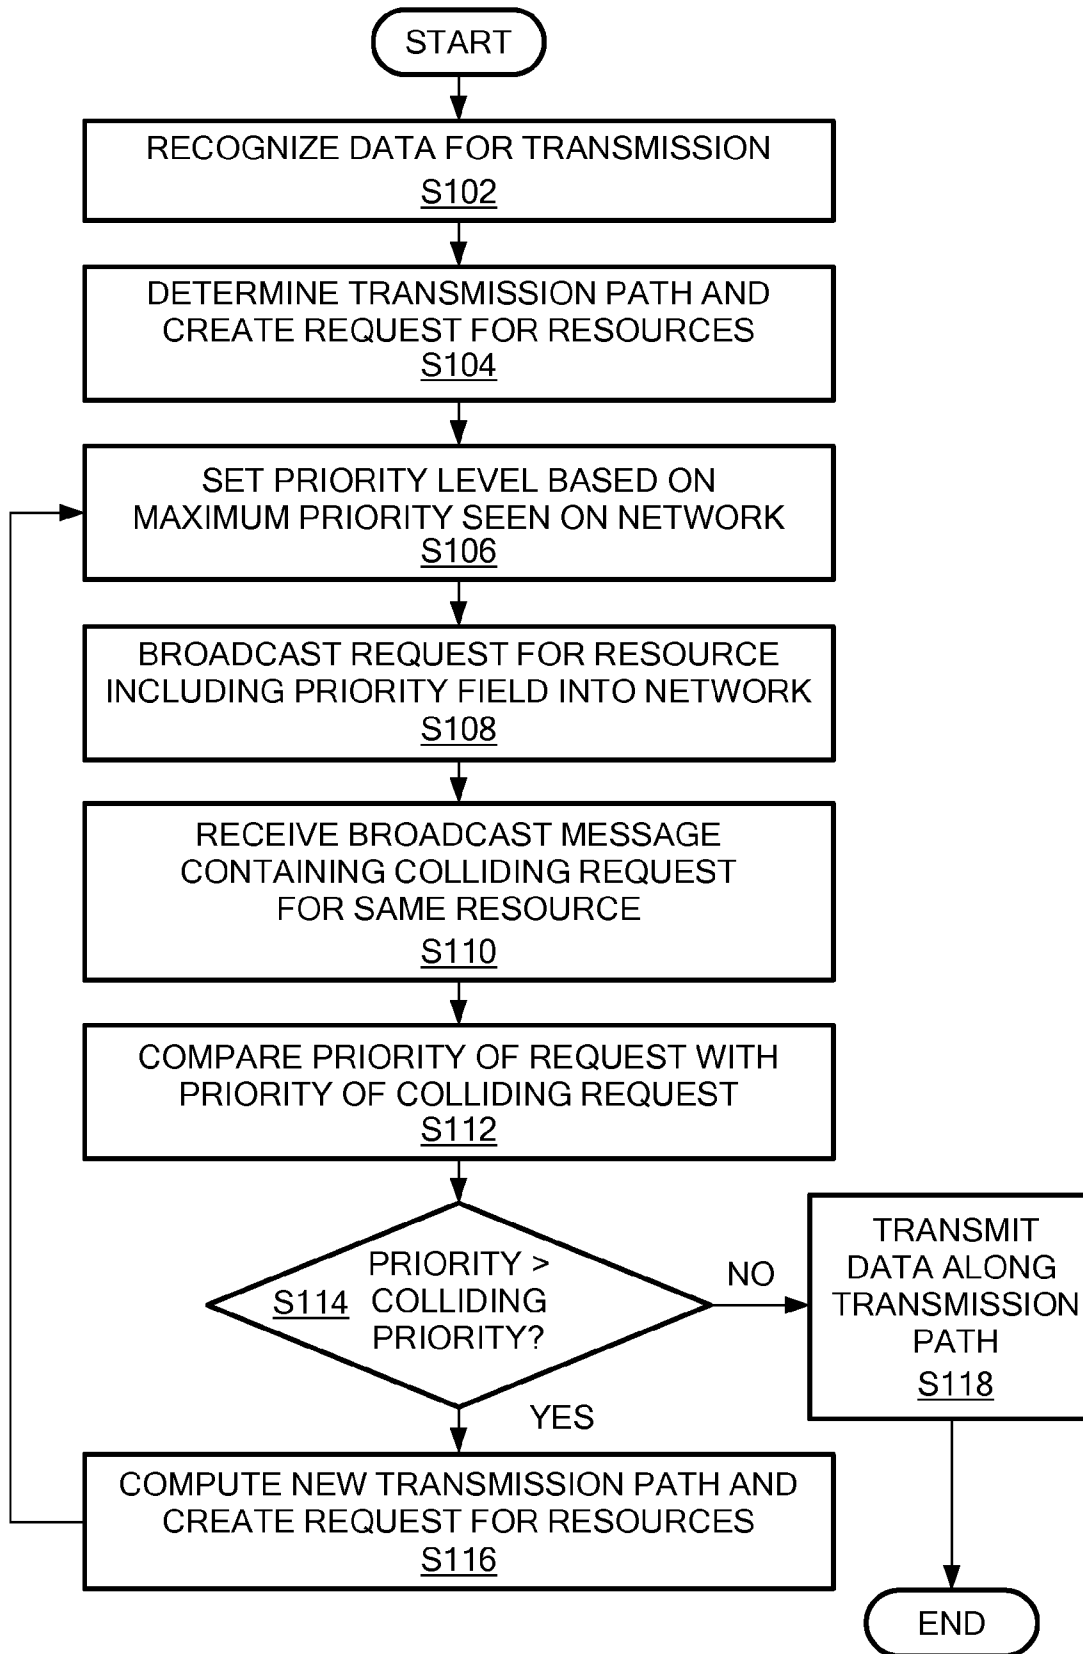 START
RECOGNIZE DATA FOR TRANSMISSION
S102
DETERMINE TRANSMISSION PATH AND
CREATE REQUEST FOR RESOURCES
S104
SET PRIORITY LEVEL BASED ON
MAXIMUM PRIORITY SEEN ON NETWORK
S106
BROADCAST REQUEST FOR RESOURCE
INCLUDING PRIORITY FIELD INTO NETWORK
S108
RECEIVE BROADCAST MESSAGE
CONTAINING COLLIDING REQUEST
FOR SAME RESOURCE
S110
COMPARE PRIORITY OF REQUEST WITH
PRIORITY OF COLLIDING REQUEST
S112
PRIORITY >
S114 COLLIDING
PRIORITY?
NO
TRANSMIT
DATA ALONG
TRANSMISSION
PATH
S118
YES
COMPUTE NEW TRANSMISSION PATH AND
CREATE REQUEST FOR RESOURCES
S116
END